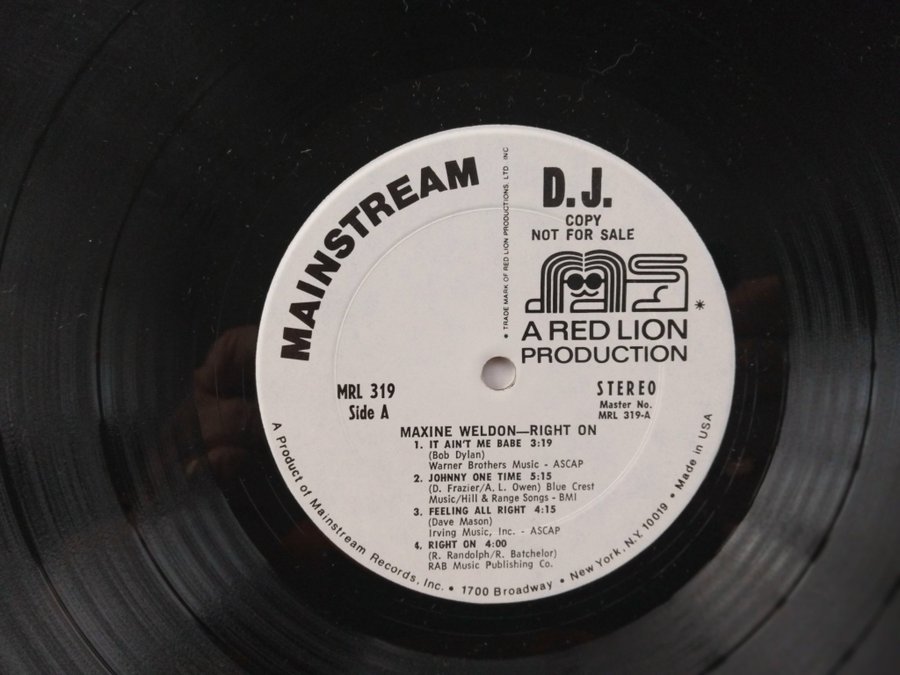 MAINSTREAM
• TRADE MARK OF RED LION PRODUCTIONS, LTD. INC
D.J.
COPY
NOT FOR SALE
ms*
A RED LION
PRODUCTION
MRL 319
Side A
STEREO
Master No.
MRL 319-A
MAXINE WELDON—RIGHT ON
1. IT AIN'T ME BABE 3:19
(Bob Dylan)
Warner Brothers Music - ASCAP
2. JOHNNY ONE TIME 5:15
(D. Frazier/A. L. Owen) Blue Crest
Music/Hill & Range Songs - BMI
3. FEELING ALL RIGHT 4:15
(Dave Mason)
Irving Music, Inc. - ASCAP
4. RIGHT ON 4:00
(R. Randolph/R. Batchelor)
RAB Music Publishing Co.
A Product of Mainstream Records, Inc. • 1700 Broadway • New York, N.Y. 10019 • Made in USA